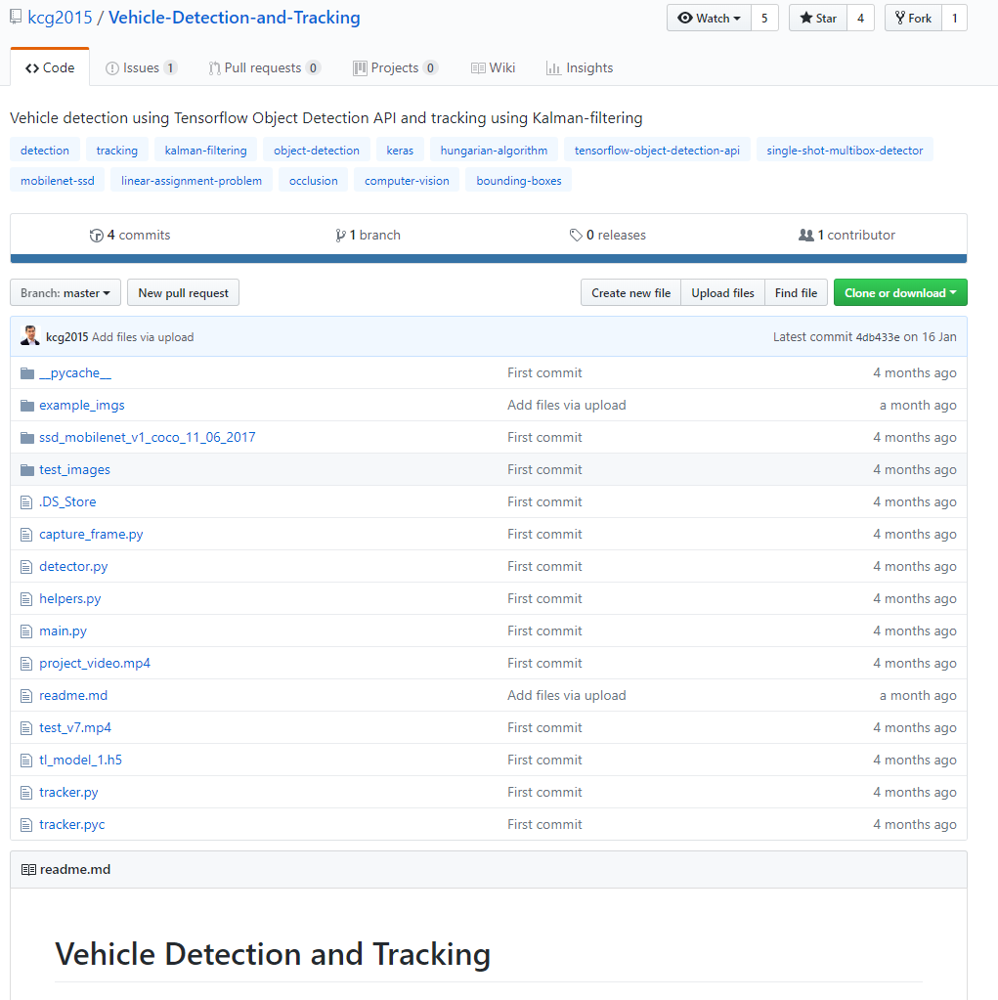 kcg2015 / Vehicle-Detection-and-Tracking Watch 5 Star 4 Fork 1
Code Issues 1 Pull requests 0 Projects 0 Wiki Insights
Vehicle detection using Tensorflow Object Detection API and tracking using Kalman-filtering
detection tracking kalman-filtering object-detection keras hungarian-algorithm tensorflow-object-detection-api single-shot-multibox-detector
mobilenet-ssd linear-assignment-problem occlusion computer-vision bounding-boxes
4 commits 1 branch 0 releases 1 contributor
Branch: master New pull request Create new file Upload files Find file Clone or download
kcg2015 Add files via upload Latest commit 4db433e on 16 Jan
__pycache__ First commit 4 months ago
example_imgs Add files via upload a month ago
ssd_mobilenet_v1_coco_11_06_2017 First commit 4 months ago
test_images First commit 4 months ago
.DS_Store First commit 4 months ago
capture_frame.py First commit 4 months ago
detector.py First commit 4 months ago
helpers.py First commit 4 months ago
main.py First commit 4 months ago
project_video.mp4 First commit 4 months ago
readme.md Add files via upload a month ago
test_v7.mp4 First commit 4 months ago
tl_model_1.h5 First commit 4 months ago
tracker.py First commit 4 months ago
tracker.pyc First commit 4 months ago
readme.md
Vehicle Detection and Tracking